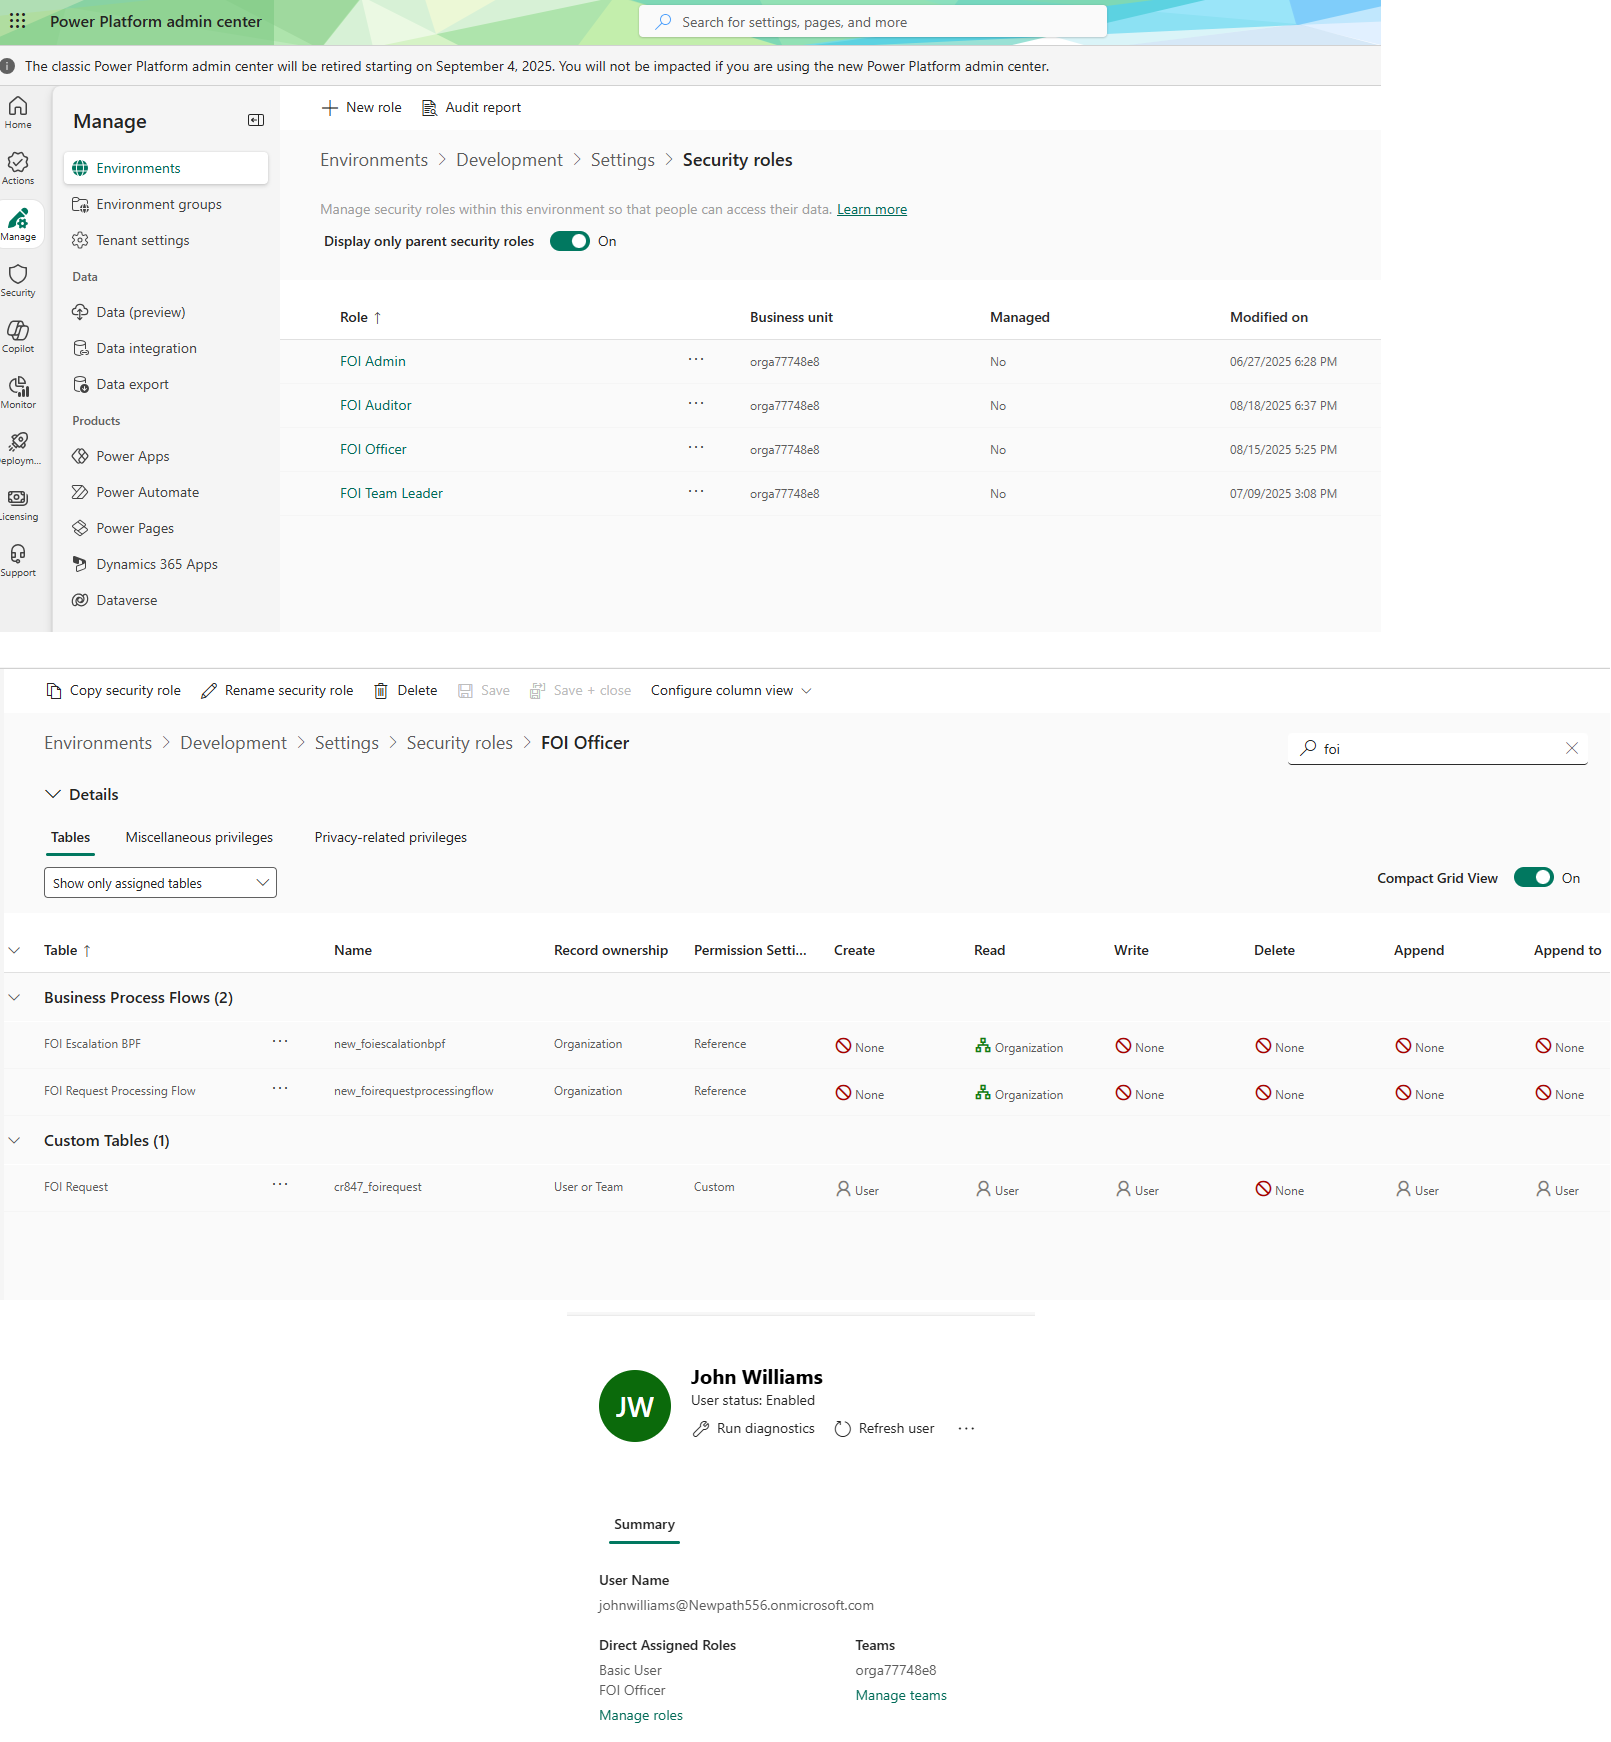 Power Platform admin center
Search for settings, pages, and more
The classic Power Platform admin center will be retired starting on September 4, 2025. You will not be impacted if you are using the new Power Platform admin center.
Home
Actions
Manage
Security
Copilot
Monitor
eploym...
icensing
Support
Manage
Environments
Environment groups
Tenant settings
Data
Data (preview)
Data integration
Data export
Products
Power Apps
Power Automate
Power Pages
Dynamics 365 Apps
Dataverse
New role Audit report
Environments > Development > Settings > Security roles
Manage security roles within this environment so that people can access their data. Learn more
Display only parent security roles On
Role ↑ Business unit Managed Modified on
FOI Admin ... orga77748e8 No 06/27/2025 6:28 PM
FOI Auditor ... orga77748e8 No 08/18/2025 6:37 PM
FOI Officer ... orga77748e8 No 08/15/2025 5:25 PM
FOI Team Leader ... orga77748e8 No 07/09/2025 3:08 PM
Copy security role Rename security role Delete Save Save + close Configure column view
Environments > Development > Settings > Security roles > FOI Officer
foi
Details
Tables Miscellaneous privileges Privacy-related privileges
Show only assigned tables
Compact Grid View On
Table ↑ Name Record ownership Permission Setti... Create Read Write Delete Append Append to
Business Process Flows (2)
FOI Escalation BPF ... new_foiescalationbpf Organization Reference None Organization None None None None
FOI Request Processing Flow ... new_foirequestprocessingflow Organization Reference None Organization None None None None
Custom Tables (1)
FOI Request ... cr847_foirequest User or Team Custom User User User None User User
JW
John Williams
User status: Enabled
Run diagnostics Refresh user ...
Summary
User Name
johnwilliams@Newpath556.onmicrosoft.com
Direct Assigned Roles
Basic User
FOI Officer
Manage roles
Teams
orga77748e8
Manage teams